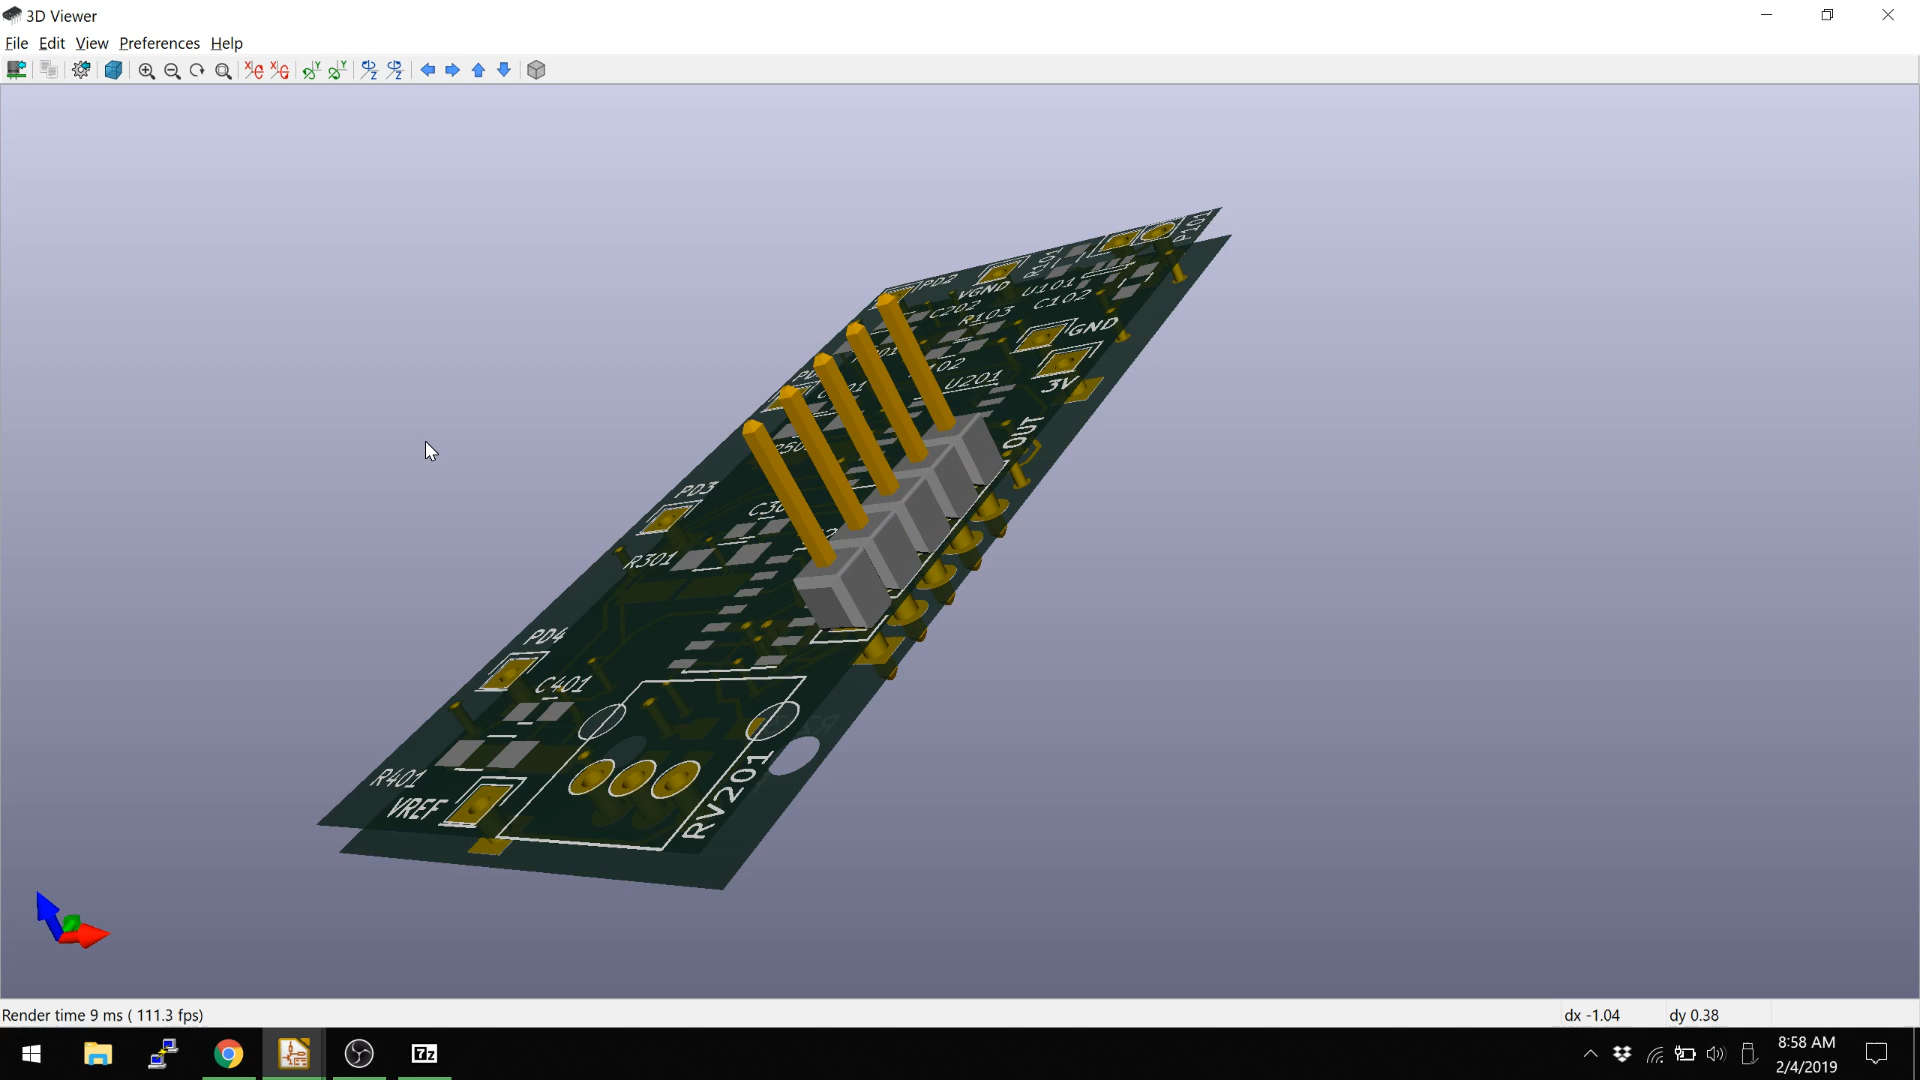 3D Viewer
File Edit View Preferences Help
P101
R101
PD2
VGND
U101
C202
C102
R103
GND
U201
3V
OUT
PD3
R301
PD4
C401
R401
VREF
RV201
Render time 9 ms ( 111.3 fps)
dx -1.04
dy 0.38
7z
8:58 AM
2/4/2019